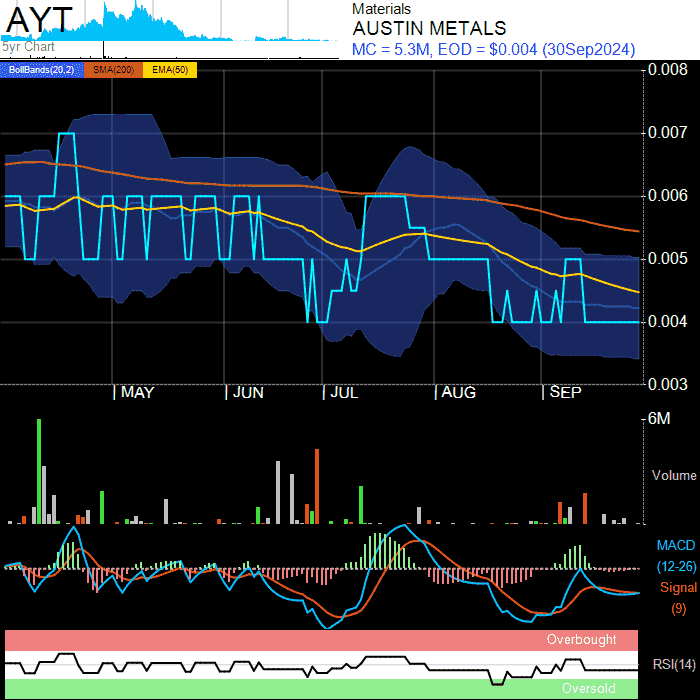 AYT
5yr Chart
Materials
AUSTIN METALS
MC = 5.3M, EOD = $0.004 (30Sep2024)
BollBands(20,2) SMA(200) EMA(50)
0.008
0.007
0.006
0.005
0.004
0.003
MAY JUN JUL AUG SEP
6M
Volume
MACD
(12-26)
Signal
(9)
Overbought
RSI(14)
Oversold